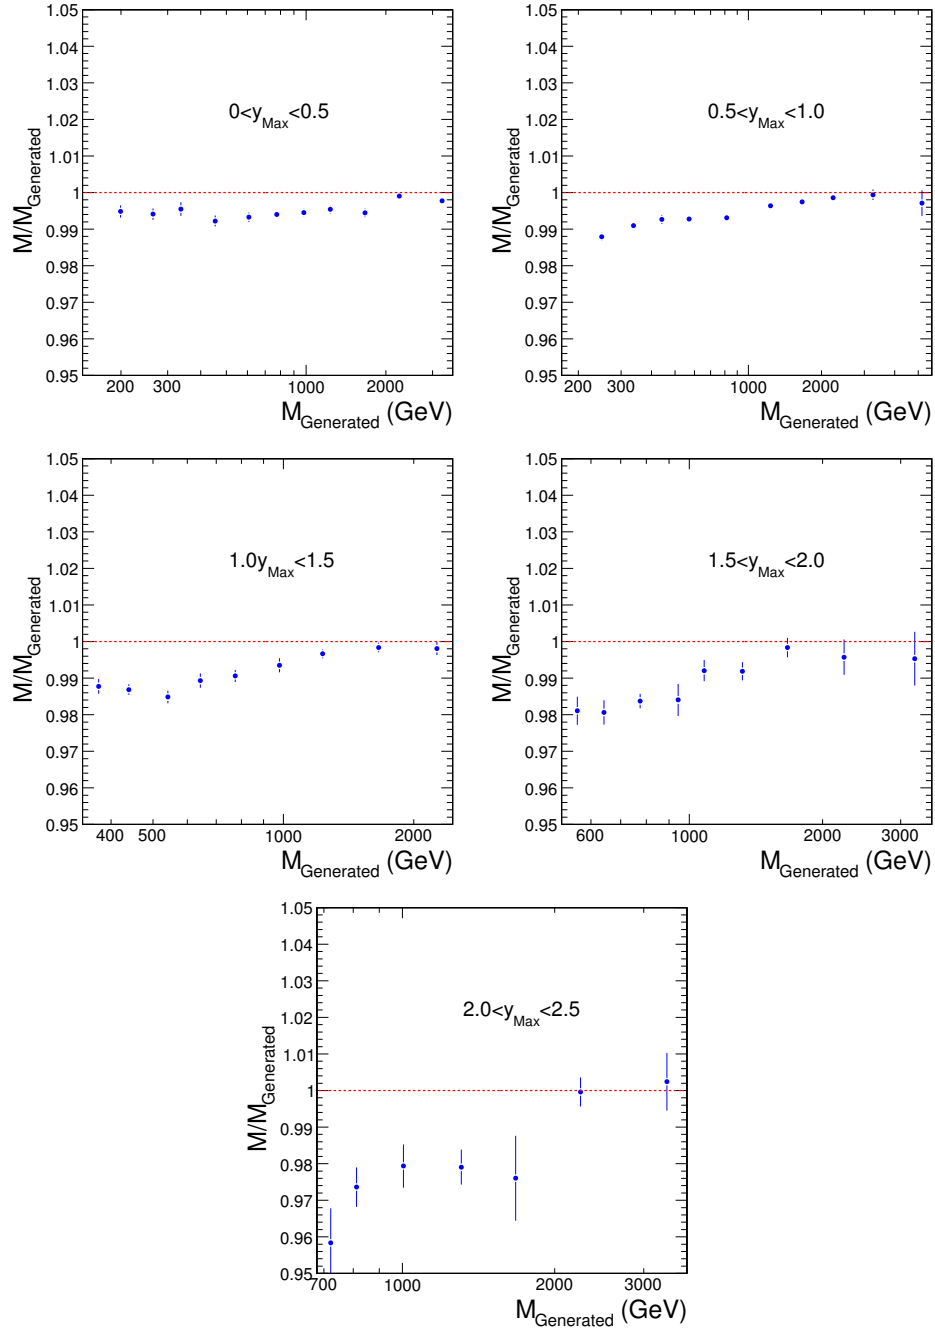 1.05
1.04
1.03
1.02
1.01
1
0.99
0.98
0.97
0.96
0.95
M/M_Generated
0<y_Max<0.5
200 300 1000 2000
M_Generated (GeV)
1.05
1.04
1.03
1.02
1.01
1
0.99
0.98
0.97
0.96
0.95
M/M_Generated
0.5<y_Max<1.0
200 300 1000 2000
M_Generated (GeV)
1.05
1.04
1.03
1.02
1.01
1
0.99
0.98
0.97
0.96
0.95
M/M_Generated
1.0y_Max<1.5
400 500 1000 2000
M_Generated (GeV)
1.05
1.04
1.03
1.02
1.01
1
0.99
0.98
0.97
0.96
0.95
M/M_Generated
1.5<y_Max<2.0
600 1000 2000 3000
M_Generated (GeV)
1.05
1.04
1.03
1.02
1.01
1
0.99
0.98
0.97
0.96
0.95
M/M_Generated
2.0<y_Max<2.5
700 1000 2000 3000
M_Generated (GeV)